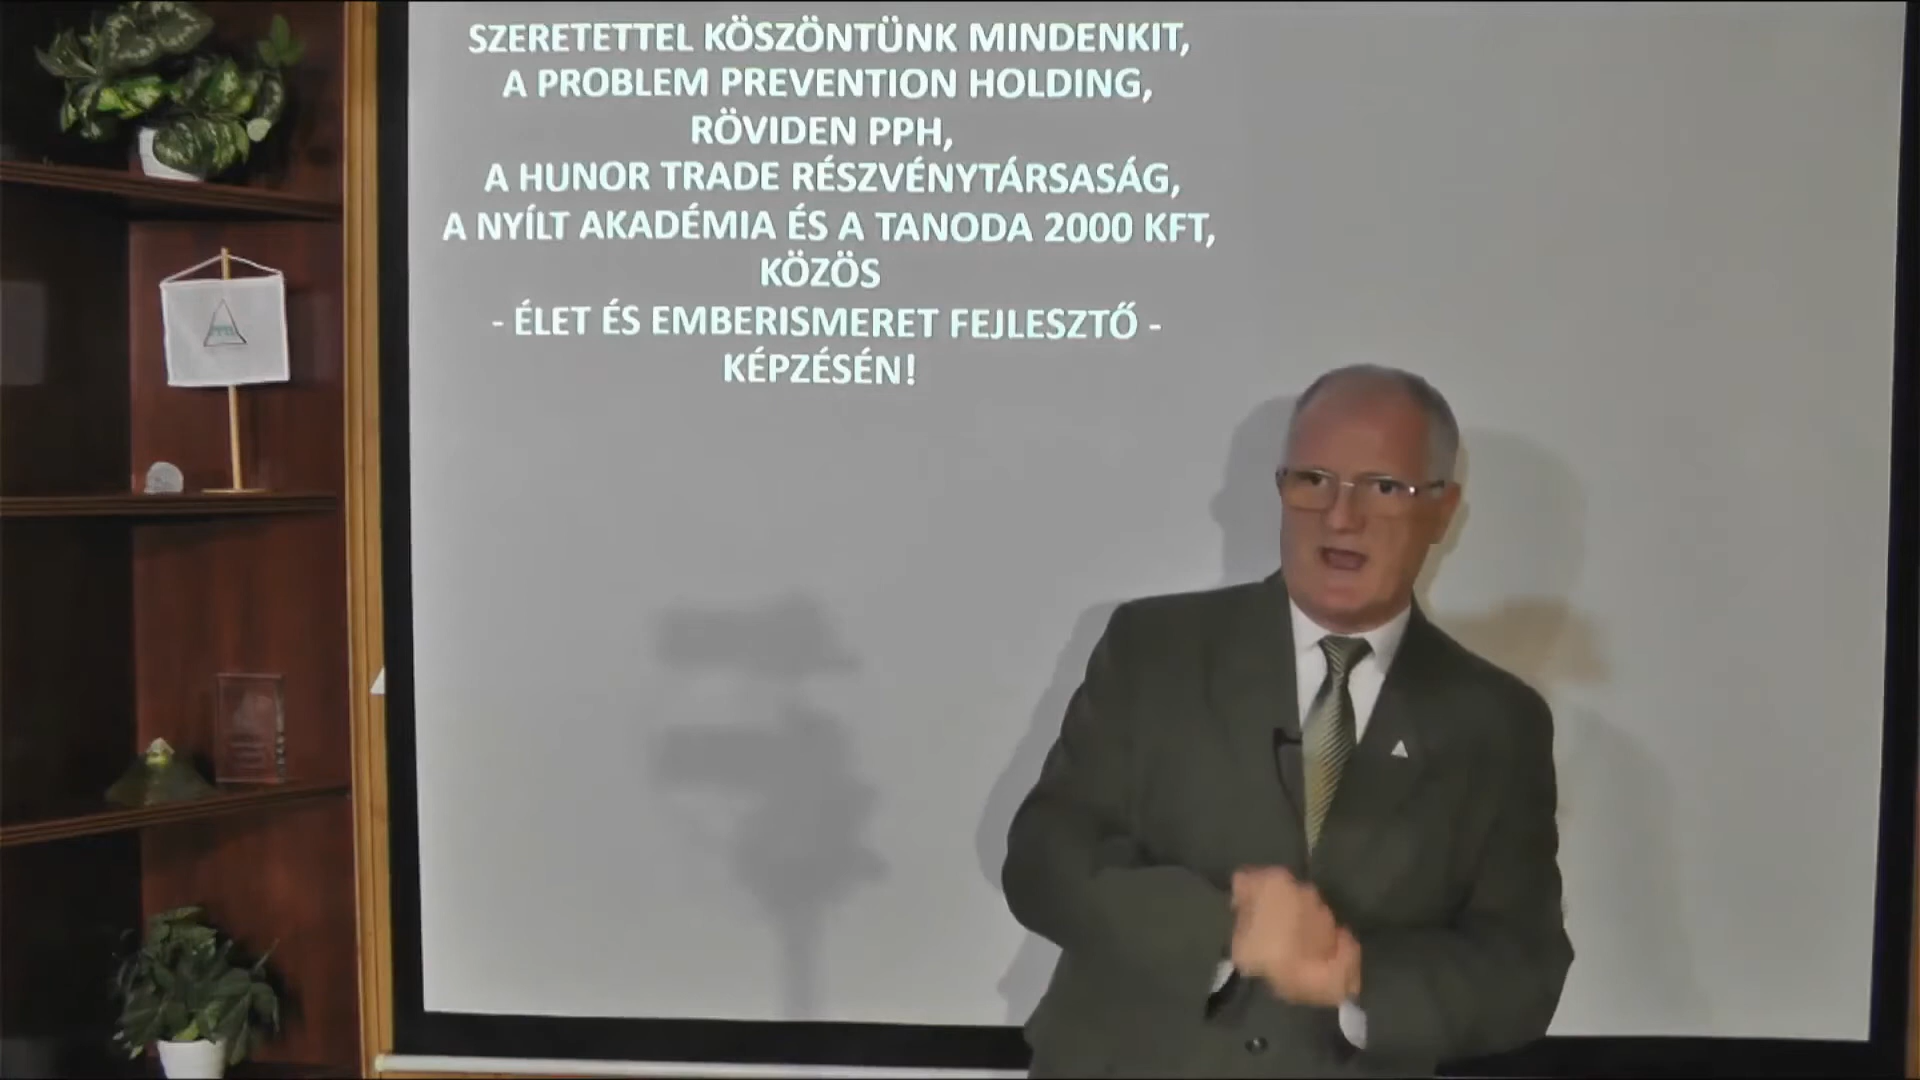 SZERETETTEL KÖSZÖNTÜNK MINDENKIT,
A PROBLEM PREVENTION HOLDING,
RÖVIDEN PPH,
A HUNOR TRADE RÉSZVÉNYTÁRSASÁG,
A NYÍLT AKADÉMIA ÉS A TANODA 2000 KFT,
KÖZÖS
- ÉLET ÉS EMBERISMERET FEJLESZTŐ -
KÉPZÉSÉN!